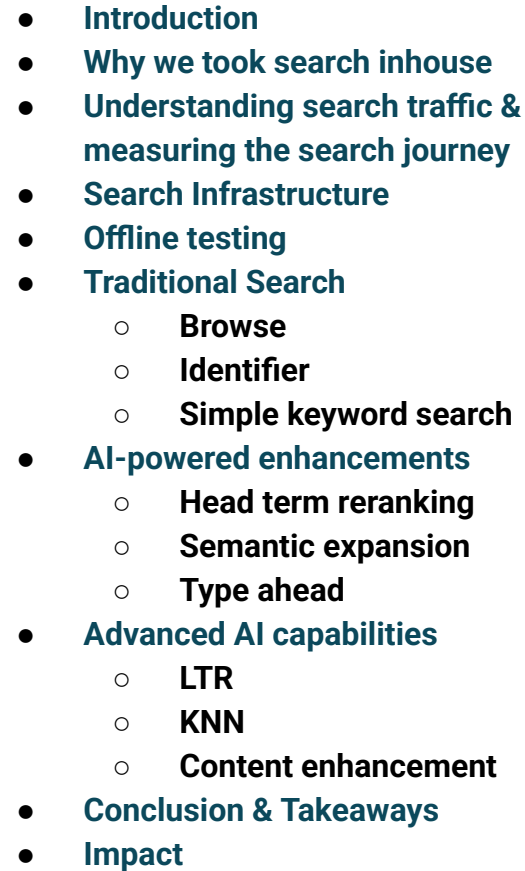 ● Introduction
● Why we took search inhouse
● Understanding search traffic &
measuring the search journey
● Search Infrastructure
● Offline testing
● Traditional Search
○ Browse
○ Identifier
○ Simple keyword search
● AI-powered enhancements
○ Head term reranking
○ Semantic expansion
○ Type ahead
● Advanced AI capabilities
○ LTR
○ KNN
○ Content enhancement
● Conclusion & Takeaways
● Impact